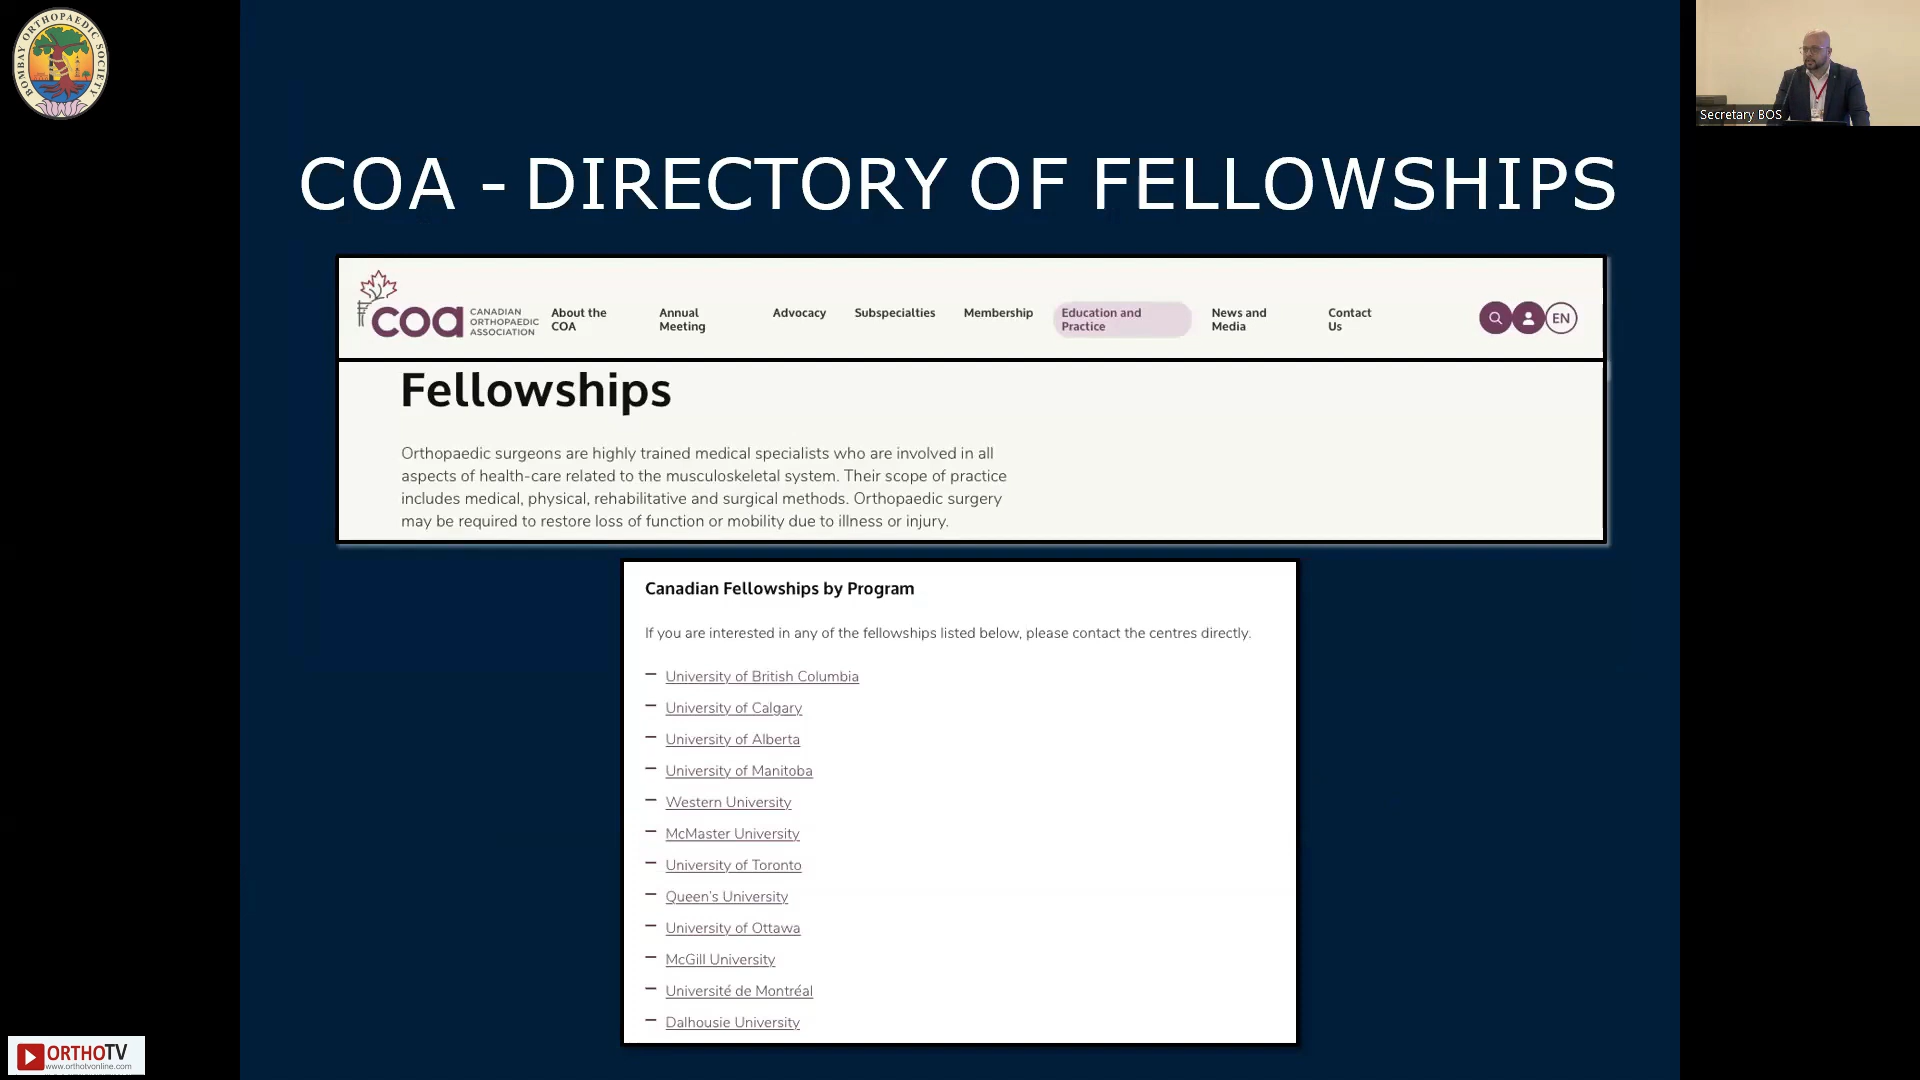 BOMBAY ORTHOPAEDIC SOCIETY
Secretary BOS
COA - DIRECTORY OF FELLOWSHIPS
coa
CANADIAN
ORTHOPAEDIC
ASSOCIATION
About the
COA
Annual
Meeting
Advocacy
Subspecialties
Membership
Education and
Practice
News and
Media
Contact
Us
EN
Fellowships
Orthopaedic surgeons are highly trained medical specialists who are involved in all
aspects of health-care related to the musculoskeletal system. Their scope of practice
includes medical, physical, rehabilitative and surgical methods. Orthopaedic surgery
may be required to restore loss of function or mobility due to illness or injury.
Canadian Fellowships by Program
If you are interested in any of the fellowships listed below, please contact the centres directly.
— University of British Columbia
— University of Calgary
— University of Alberta
— University of Manitoba
— Western University
— McMaster University
— University of Toronto
— Queen's University
— University of Ottawa
— McGill University
— Université de Montréal
— Dalhousie University
ORTHOTV
www.orthotvonline.com